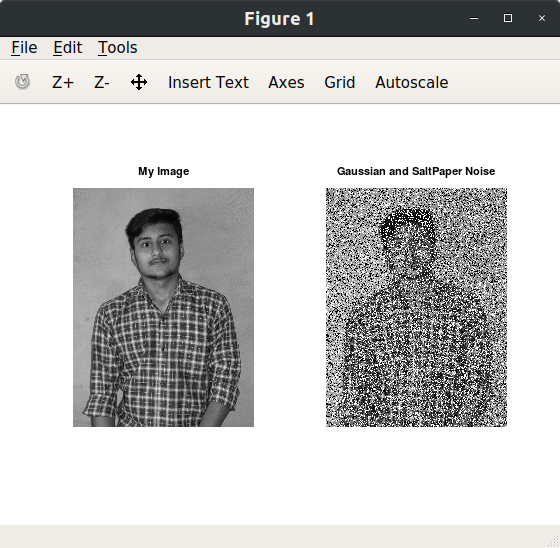 Figure 1
File Edit Tools
Z+ Z- Insert Text Axes Grid Autoscale
My Image
Gaussian and SaltPaper Noise